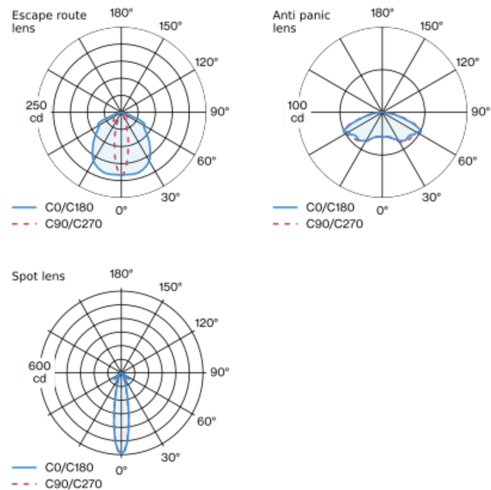 Escape route
lens
180°
150°
120°
90°
60°
30°
0°
250
cd
C0/C180
C90/C270
Anti panic
lens
180°
150°
120°
90°
60°
30°
0°
100
cd
C0/C180
C90/C270
Spot lens
180°
150°
120°
90°
60°
30°
0°
600
cd
C0/C180
C90/C270